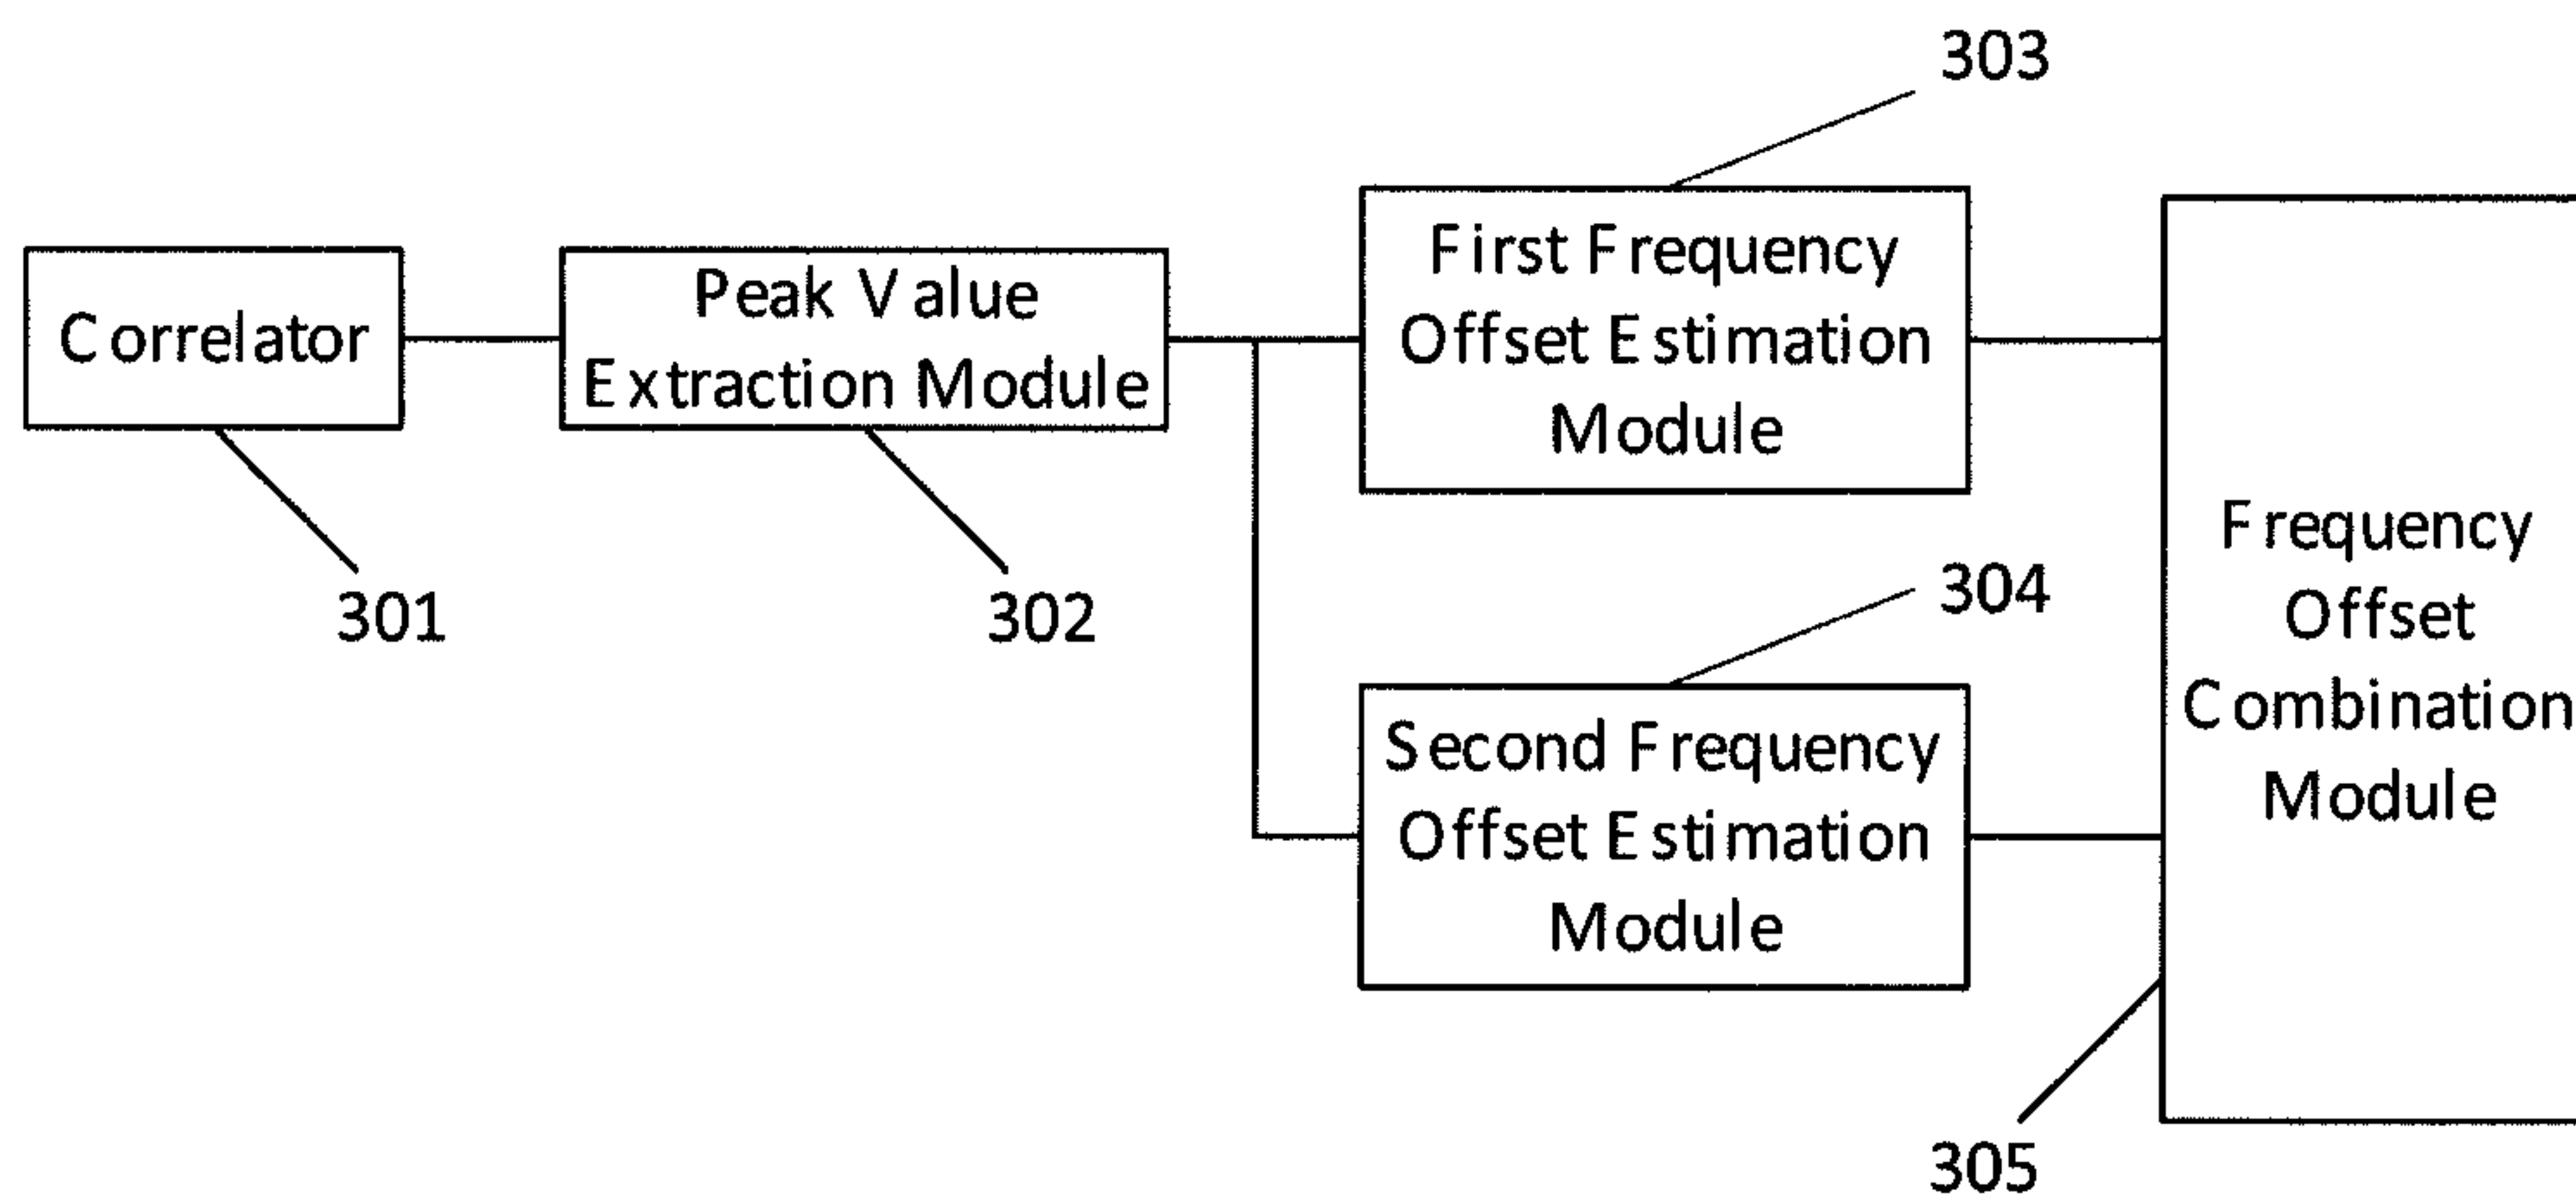 303
First Frequency
Offset Estimation
Module
Correlator
Peak Value
Extraction Module
301
302
304
Second Frequency
Offset Estimation
Module
Frequency
Offset
Combination
Module
305